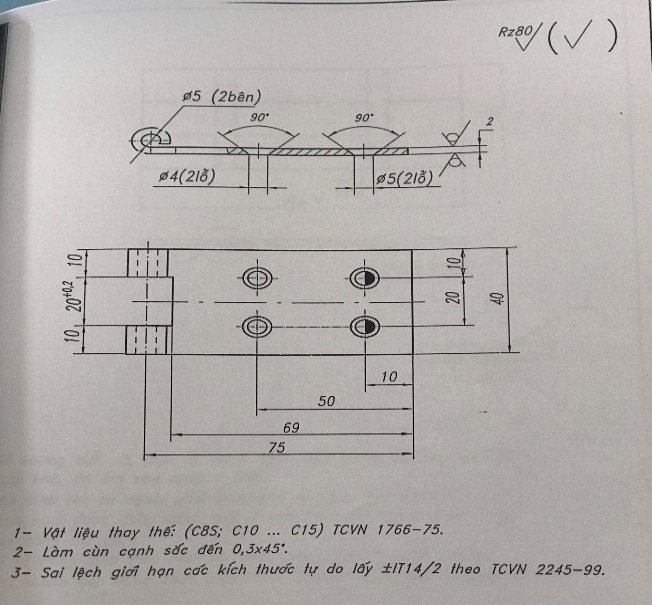 Rz80 ( )
ø5 (2bên)
90° 90°
2
ø4(2lỗ) ø5(2lỗ)
10
20+0,2
10
10
20
40
10
50
69
75
1- Vật liệu thay thế: (C8S; C10 ... C15) TCVN 1766-75.
2- Làm cùn cạnh sắc đến 0,3x45°.
3- Sai lệch giới hạn các kích thước tự do lấy ±IT14/2 theo TCVN 2245-99.